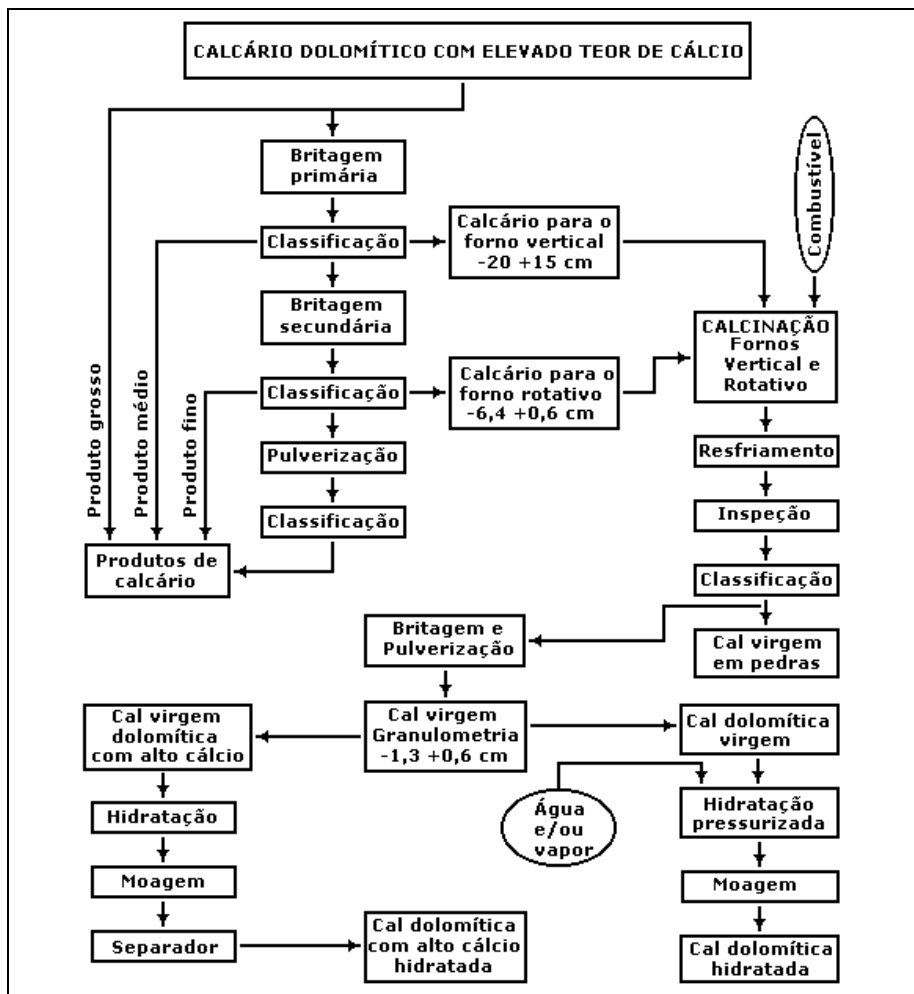 CALCÁRIO DOLOMÍTICO COM ELEVADO TEOR DE CÁLCIO
Britagem
primária
Combustível
Classificação
Calcário para o
forno vertical
-20 +15 cm
Britagem
secundária
CALCINAÇÃO
Fornos
Vertical e
Rotativo
Classificação
Calcário para o
forno rotativo
-6,4 +0,6 cm
Produto grosso
Produto médio
Produto fino
Pulverização
Resfriamento
Classificação
Inspeção
Produtos de
calcário
Classificação
Britagem e
Pulverização
Cal virgem
em pedras
Cal virgem
dolomítica
com alto cálcio
Cal virgem
Granulometria
-1,3 +0,6 cm
Cal dolomítica
virgem
Hidratação
Água
e/ou
vapor
Hidratação
pressurizada
Moagem
Moagem
Separador
Cal dolomítica
com alto cálcio
hidratada
Cal dolomítica
hidratada